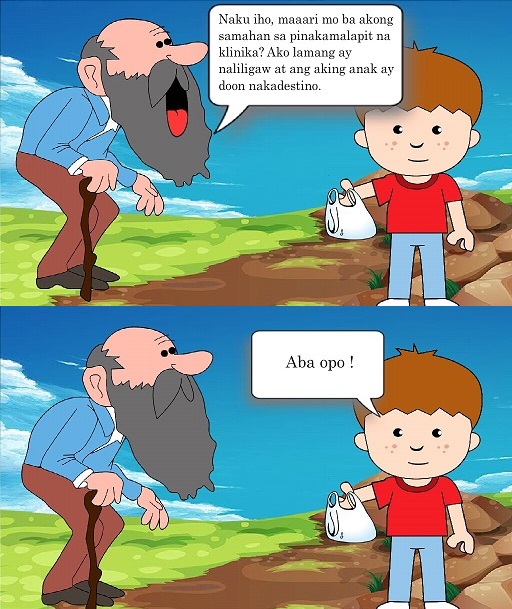 Naku iho, maaari mo ba akong
samahan sa pinakamalapit na
klinika? Ako lamang ay
naliligaw at ang aking anak ay
doon nakadestino.
Aba opo !